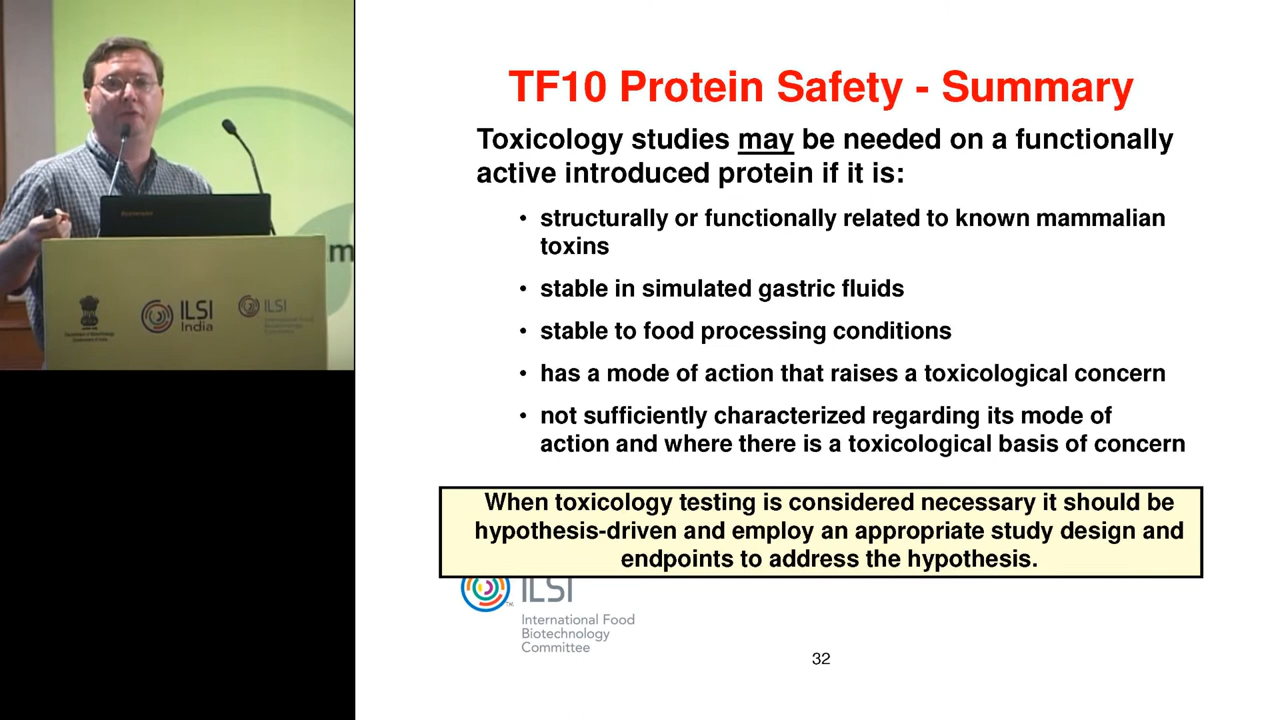 TF10 Protein Safety - Summary
Toxicology studies may be needed on a functionally
active introduced protein if it is:
• structurally or functionally related to known mammalian
toxins
• stable in simulated gastric fluids
• stable to food processing conditions
• has a mode of action that raises a toxicological concern
• not sufficiently characterized regarding its mode of
action and where there is a toxicological basis of concern
When toxicology testing is considered necessary it should be
hypothesis-driven and employ an appropriate study design and
endpoints to address the hypothesis.
ILSI
International Food
Biotechnology
Committee
32
ILSI
India
ILSI
International Food
Biotechnology
Committee